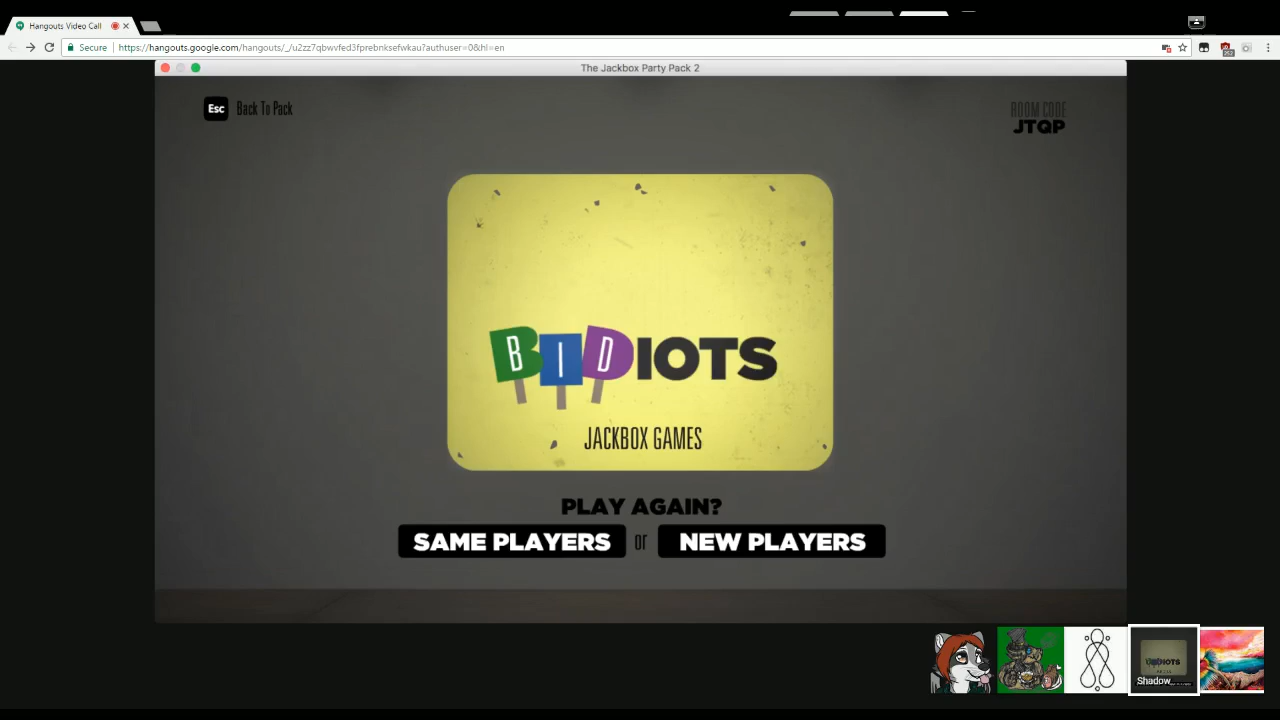 Hangouts Video Call
Secure
https://hangouts.google.com/hangouts/_/u2zz7qbwvfed3fprebnksefwkau?authuser=0&hl=en
The Jackbox Party Pack 2
Esc Back To Pack
ROOM CODE
JTQP
BIDIOTS
JACKBOX GAMES
PLAY AGAIN?
SAME PLAYERS or NEW PLAYERS
BIDIOTS
Shadow